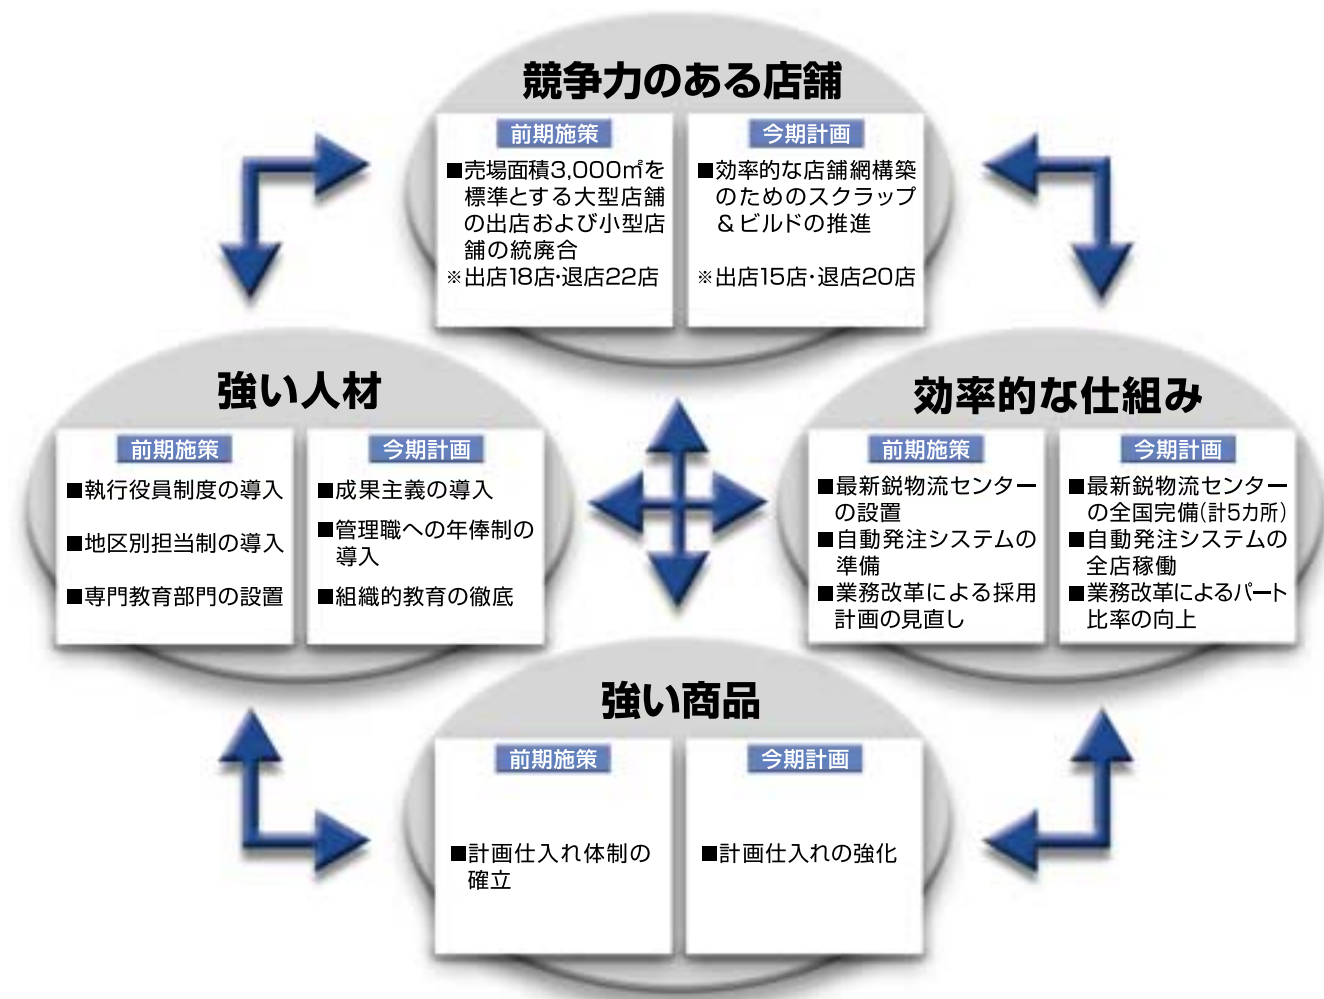 競争力のある店舗
前期施策
■売場面積3,000㎡を
標準とする大型店舗
の出店および小型店
舗の統廃合
※出店18店・退店22店
今期計画
■効率的な店舗網構築
のためのスクラップ
&ビルドの推進
※出店15店・退店20店
強い人材
前期施策
■執行役員制度の導入
■地区別担当制の導入
■専門教育部門の設置
今期計画
■成果主義の導入
■管理職への年俸制の
導入
■組織的教育の徹底
効率的な仕組み
前期施策
■最新鋭物流センター
の設置
■自動発注システムの
準備
■業務改革による採用
計画の見直し
今期計画
■最新鋭物流センター
の全国完備(計5カ所)
■自動発注システムの
全店稼働
■業務改革によるパート
比率の向上
強い商品
前期施策
■計画仕入れ体制の
確立
今期計画
■計画仕入れの強化